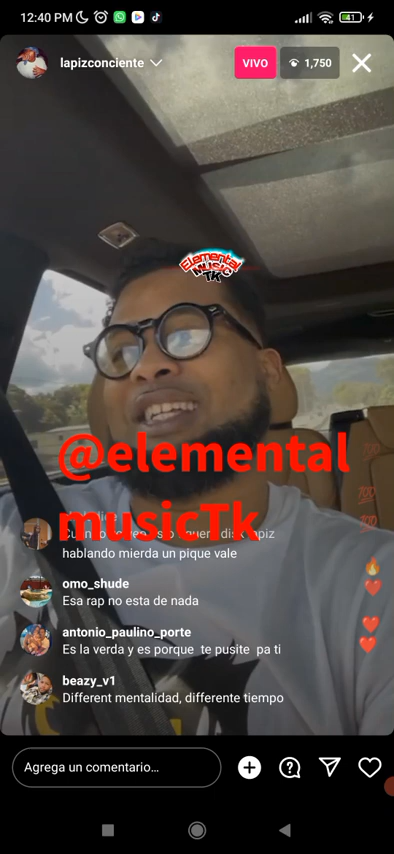 12:40 PM
41
lapizconciente
VIVO
1,750
Elemental
MUSIC
TK
@elemental
musicTk
hablando mierda un pique vale
omo_shude
Esa rap no esta de nada
antonio_paulino_porte
Es la verda y es porque te pusite pa ti
beazy_v1
Different mentalidad, differente tiempo
Agrega un comentario...